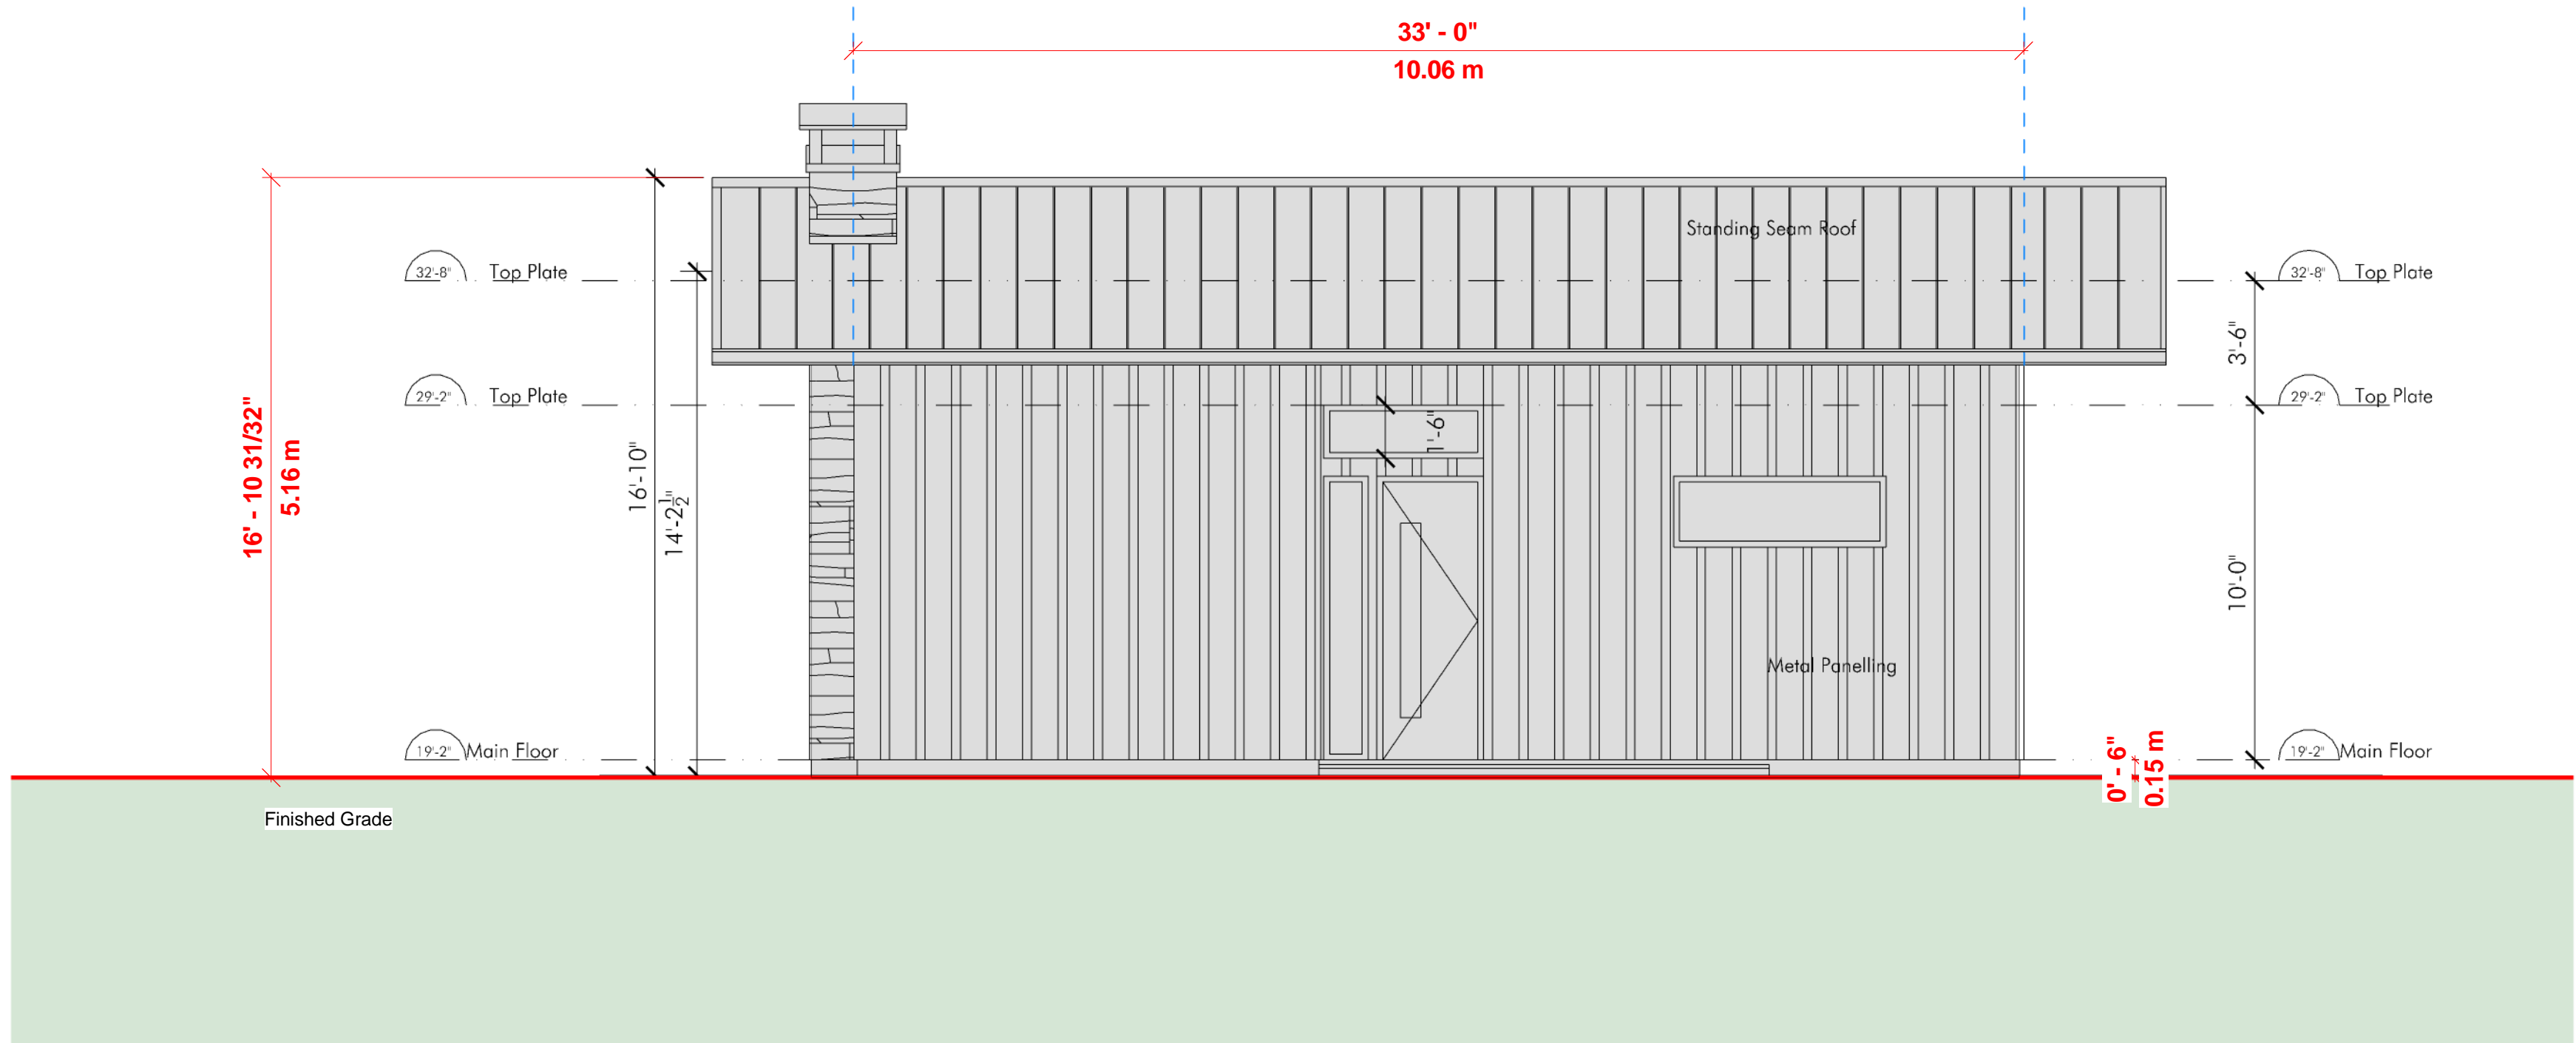 33' - 0"
10.06 m
Standing Seam Roof
32'-8" Top Plate
32'-8" Top Plate
3'-6"
29'-2" Top Plate
29'-2" Top Plate
1'-6"
16' - 10 31/32"
5.16 m
16'-10"
14'-2 1/2"
10'-0"
Metal Panelling
19'-2" Main Floor
19'-2" Main Floor
0' - 6"
0.15 m
Finished Grade